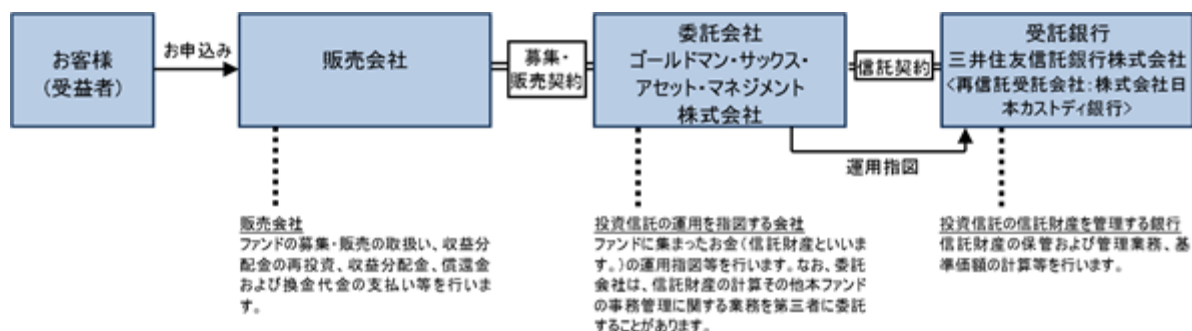 お客様
(受益者)
お申込み
販売会社
募集・
販売契約
委託会社
ゴールドマン・サックス・
アセット・マネジメント
株式会社
信託契約
受託銀行
三井住友信託銀行株式会社
<再信託受託会社:株式会社日
本カストディ銀行>
運用指図
販売会社
ファンドの募集・販売の取扱い、収益分
配金の再投資、収益分配金、償還金
および換金代金の支払い等を行いま
す。
投資信託の運用を指図する会社
ファンドに集まったお金(信託財産といいま
す。)の運用指図等を行います。なお、委託
会社は、信託財産の計算その他本ファンド
の事務管理に関する業務を第三者に委託
することがあります。
投資信託の信託財産を管理する銀行
信託財産の保管および管理業務、基
準価額の計算等を行います。